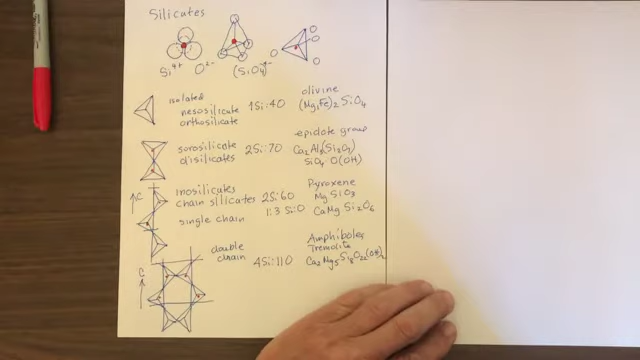 Silicates
Si4+ O2- (SiO4)4-
O
O
O
O
isolated
nesosilicate
orthosilicate
1Si:4O
olivine
(Mg,Fe)2 SiO4
sorosilicate
disilicates
2Si:7O
epidote group
Ca2Al3(Si2O7)
SiO4 O(OH)
↑C
inosilicates
chain silicates
single chain
2Si:6O
1:3 Si:O
Pyroxene
MgSiO3
CaMgSi2O6
C
double
chain
4Si:11O
Amphiboles
Tremolite
Ca2Mg5Si8O22(OH)2